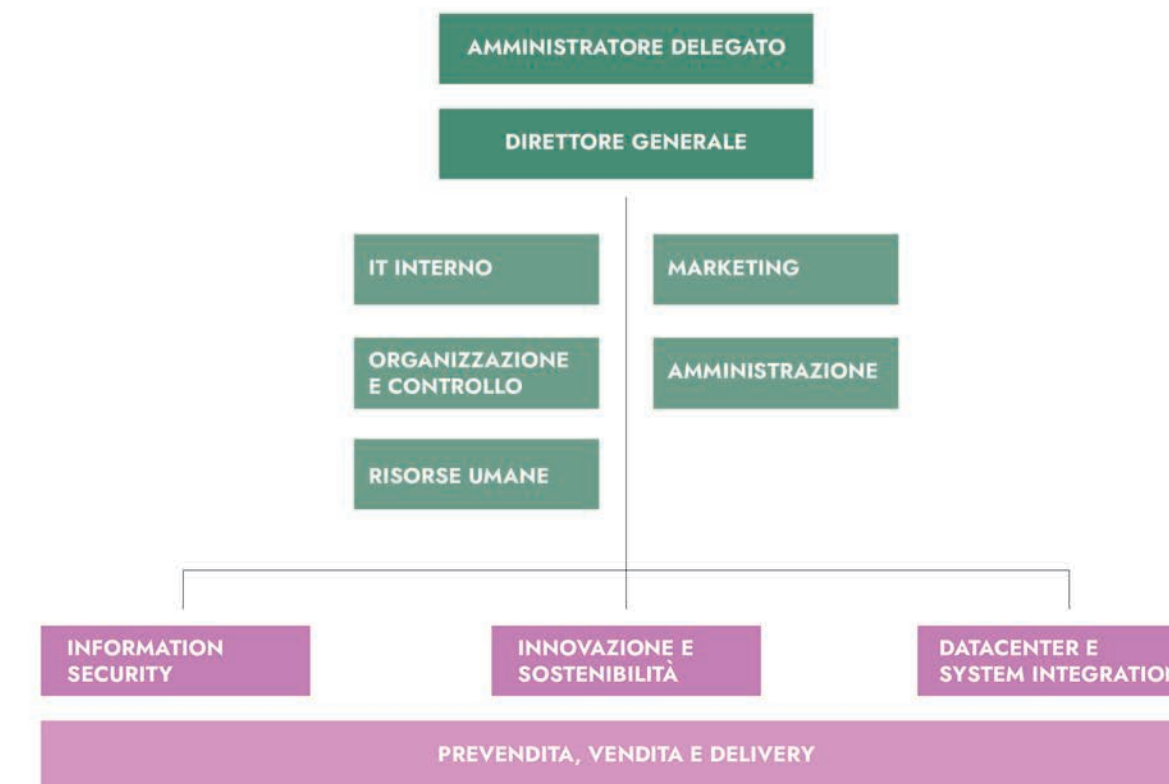 AMMINISTRATORE DELEGATO
DIRETTORE GENERALE
IT INTERNO
MARKETING
ORGANIZZAZIONE
E CONTROLLO
AMMINISTRAZIONE
RISORSE UMANE
INFORMATION
SECURITY
INNOVAZIONE E
SOSTENIBILITÀ
DATACENTER E
SYSTEM INTEGRATION
PREVENDITA, VENDITA E DELIVERY